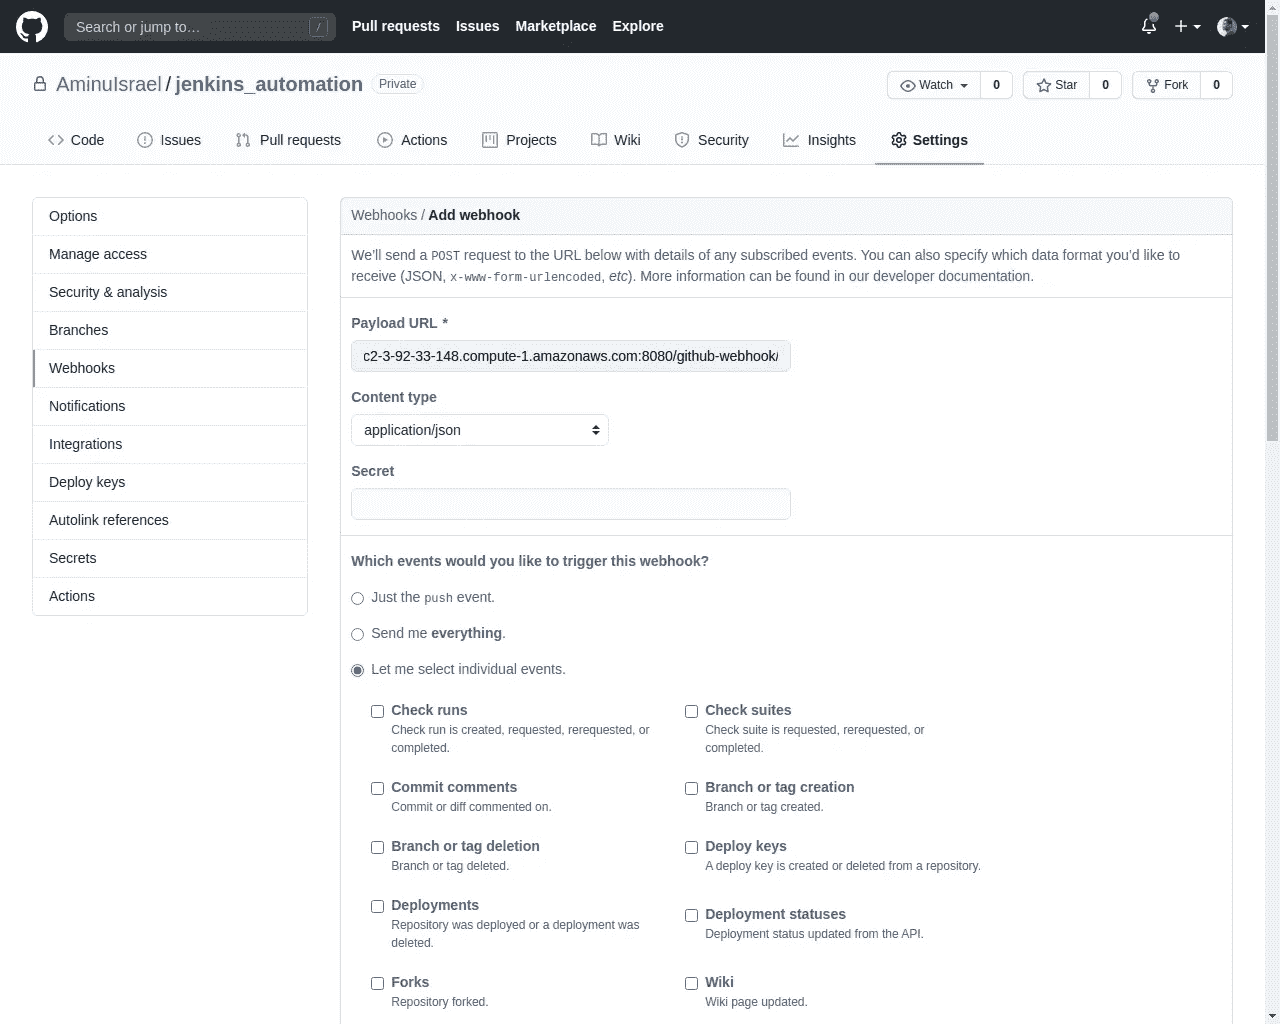 Search or jump to…
/
Pull requests
Issues
Marketplace
Explore
AminuIsrael / jenkins_automation
Private
Watch
0
Star
0
Fork
0
Code
Issues
Pull requests
Actions
Projects
Wiki
Security
Insights
Settings
Options
Manage access
Security & analysis
Branches
Webhooks
Notifications
Integrations
Deploy keys
Autolink references
Secrets
Actions
Webhooks / Add webhook
We’ll send a POST request to the URL below with details of any subscribed events. You can also specify which data format you’d like to
receive (JSON, x-www-form-urlencoded, etc). More information can be found in our developer documentation.
Payload URL *
c2-3-92-33-148.compute-1.amazonaws.com:8080/github-webhook/
Content type
application/json
Secret
Which events would you like to trigger this webhook?
Just the push event.
Send me everything.
Let me select individual events.
Check runs
Check run is created, requested, rerequested, or
completed.
Check suites
Check suite is requested, rerequested, or
completed.
Commit comments
Commit or diff commented on.
Branch or tag creation
Branch or tag created.
Branch or tag deletion
Branch or tag deleted.
Deploy keys
A deploy key is created or deleted from a repository.
Deployments
Repository was deployed or a deployment was
deleted.
Deployment statuses
Deployment status updated from the API.
Forks
Repository forked.
Wiki
Wiki page updated.